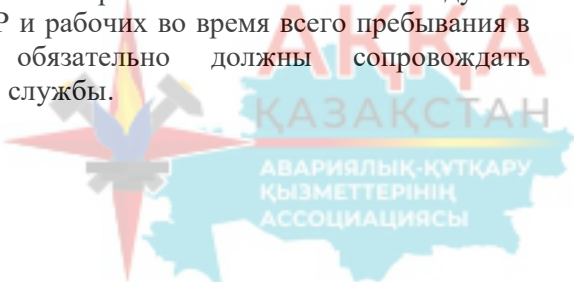 Р и рабочих во время всего пребывания в
обязательно должны сопровождать
службы.
АҚҚА
ҚАЗАҚСТАН
АВАРИЯЛЫҚ-ҚҰТҚАРУ
ҚЫЗМЕТТЕРІНІҢ
АССОЦИАЦИЯСЫ